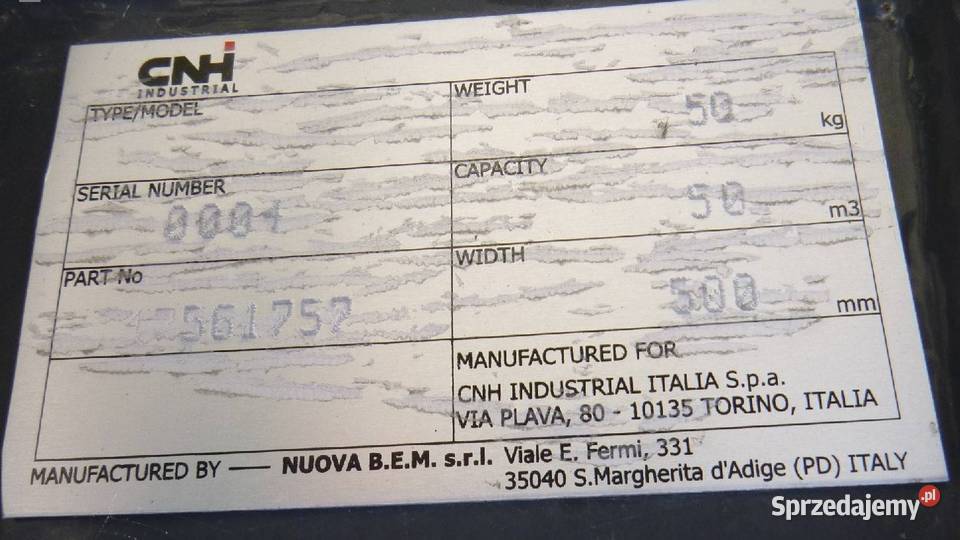 CNH
INDUSTRIAL
TYPE/MODEL
WEIGHT
50
kg
SERIAL NUMBER
0004
CAPACITY
50
m3
PART No
WIDTH
500
mm
MANUFACTURED FOR
CNH INDUSTRIAL ITALIA S.p.a.
VIA PLAVA, 80 - 10135 TORINO, ITALIA
MANUFACTURED BY — NUOVA B.E.M. s.r.l. Viale E. Fermi, 331
35040 S.Margherita d'Adige (PD) ITALY
Sprzedajemy.pl